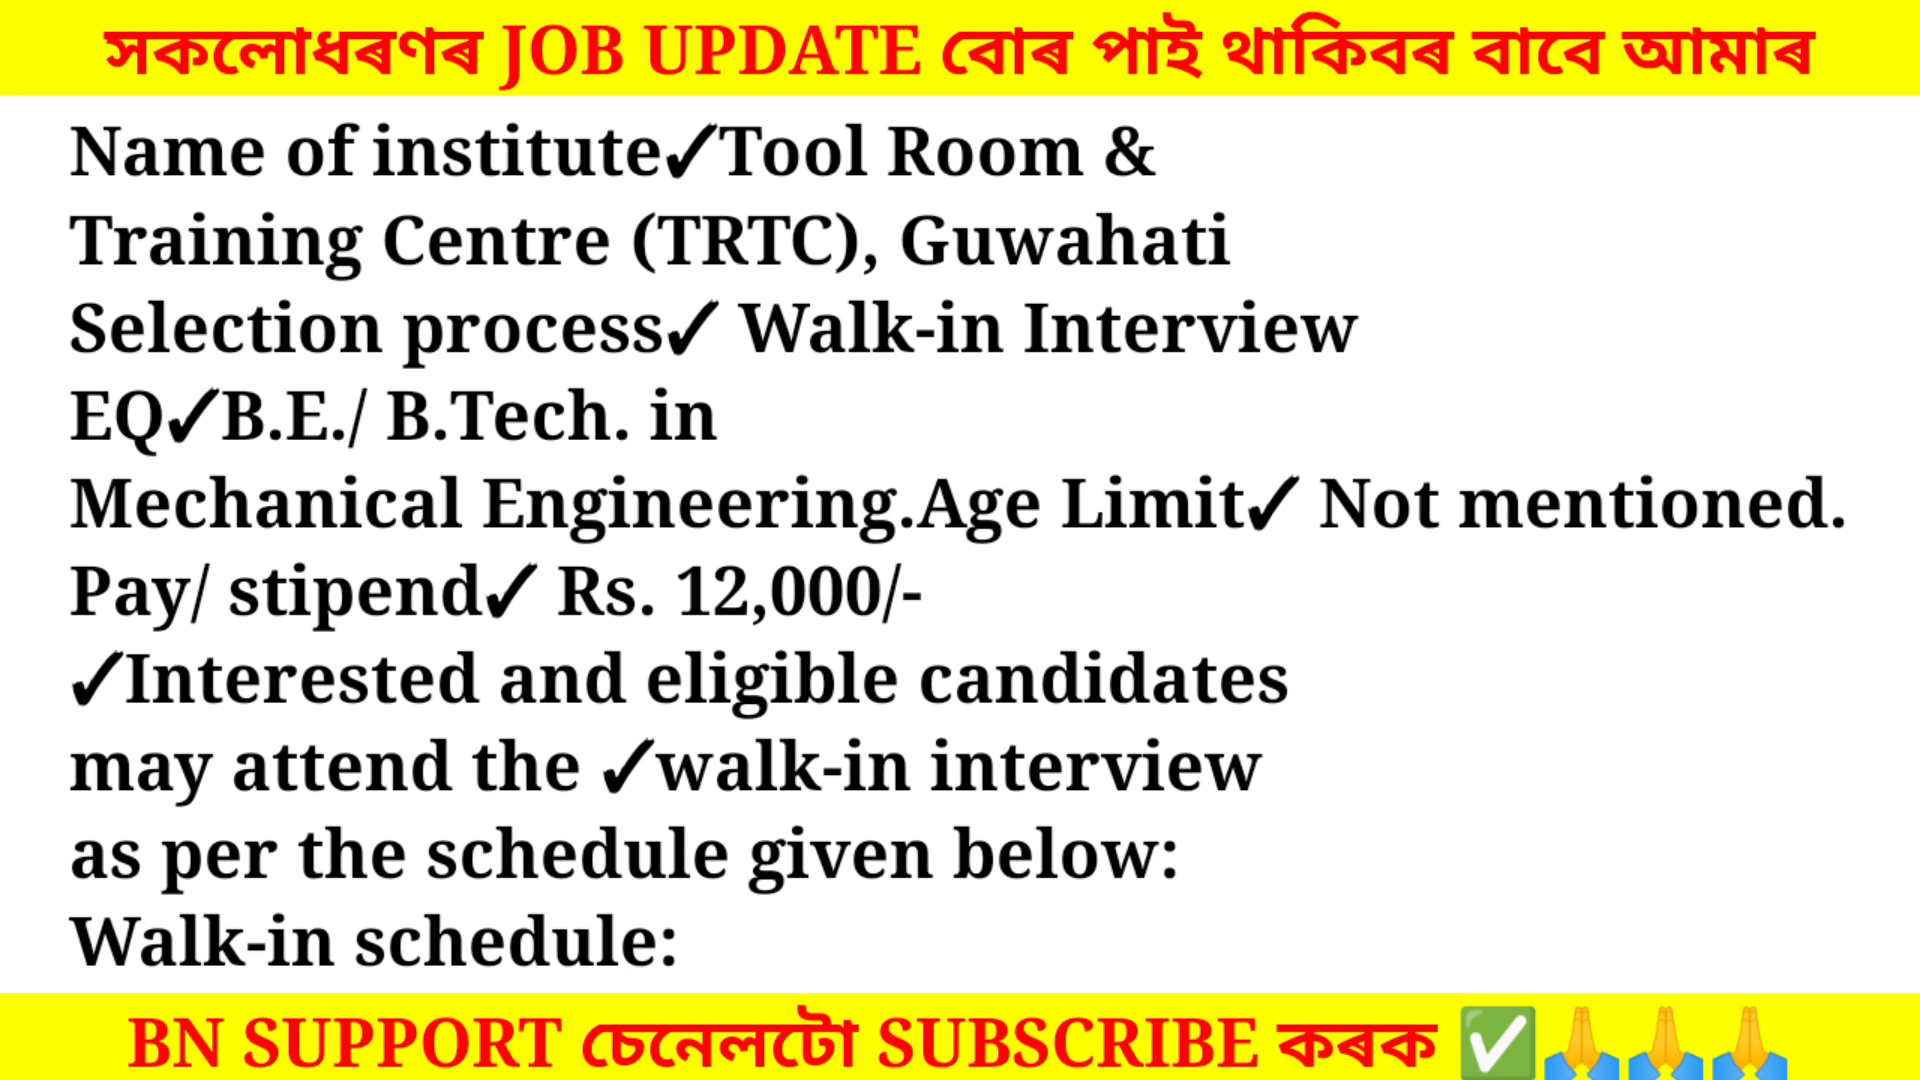 সকলোধৰণৰ JOB UPDATE বোৰ পাই থাকিবৰ বাবে আমাৰ
Name of institute✓Tool Room &
Training Centre (TRTC), Guwahati
Selection process✓ Walk-in Interview
EQ✓B.E./ B.Tech. in
Mechanical Engineering.Age Limit✓ Not mentioned.
Pay/ stipend✓ Rs. 12,000/-
✓Interested and eligible candidates
may attend the ✓walk-in interview
as per the schedule given below:
Walk-in schedule:
BN SUPPORT চেনেলটো SUBSCRIBE কৰক ✅🙏🙏🙏